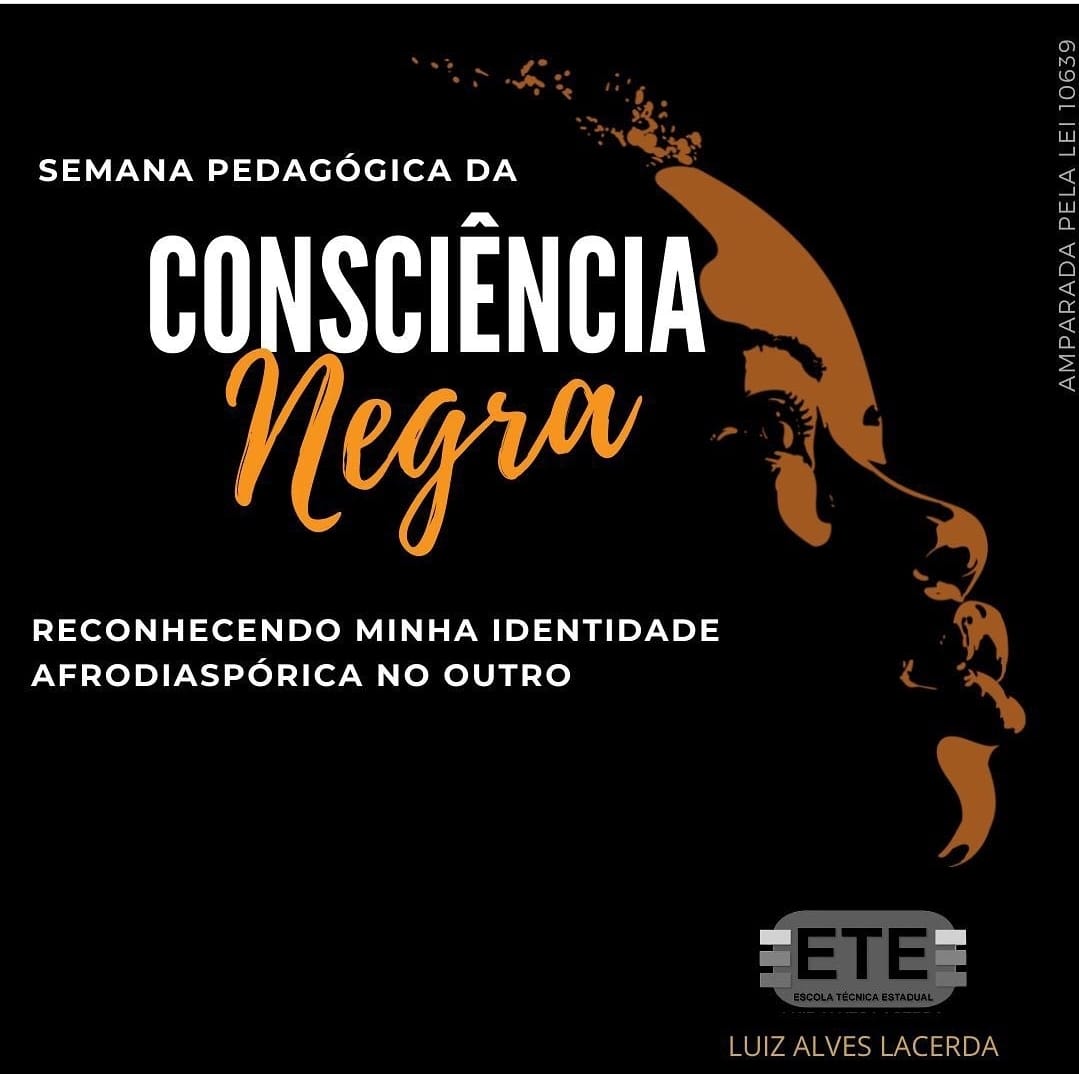 SEMANA PEDAGÓGICA DA
CONSCIÊNCIA
Negra
RECONHECENDO MINHA IDENTIDADE
AFRODIASPÓRICA NO OUTRO
AMPARADA PELA LEI 10639
ETE
ESCOLA TÉCNICA ESTADUAL
LUIZ ALVES LACERDA